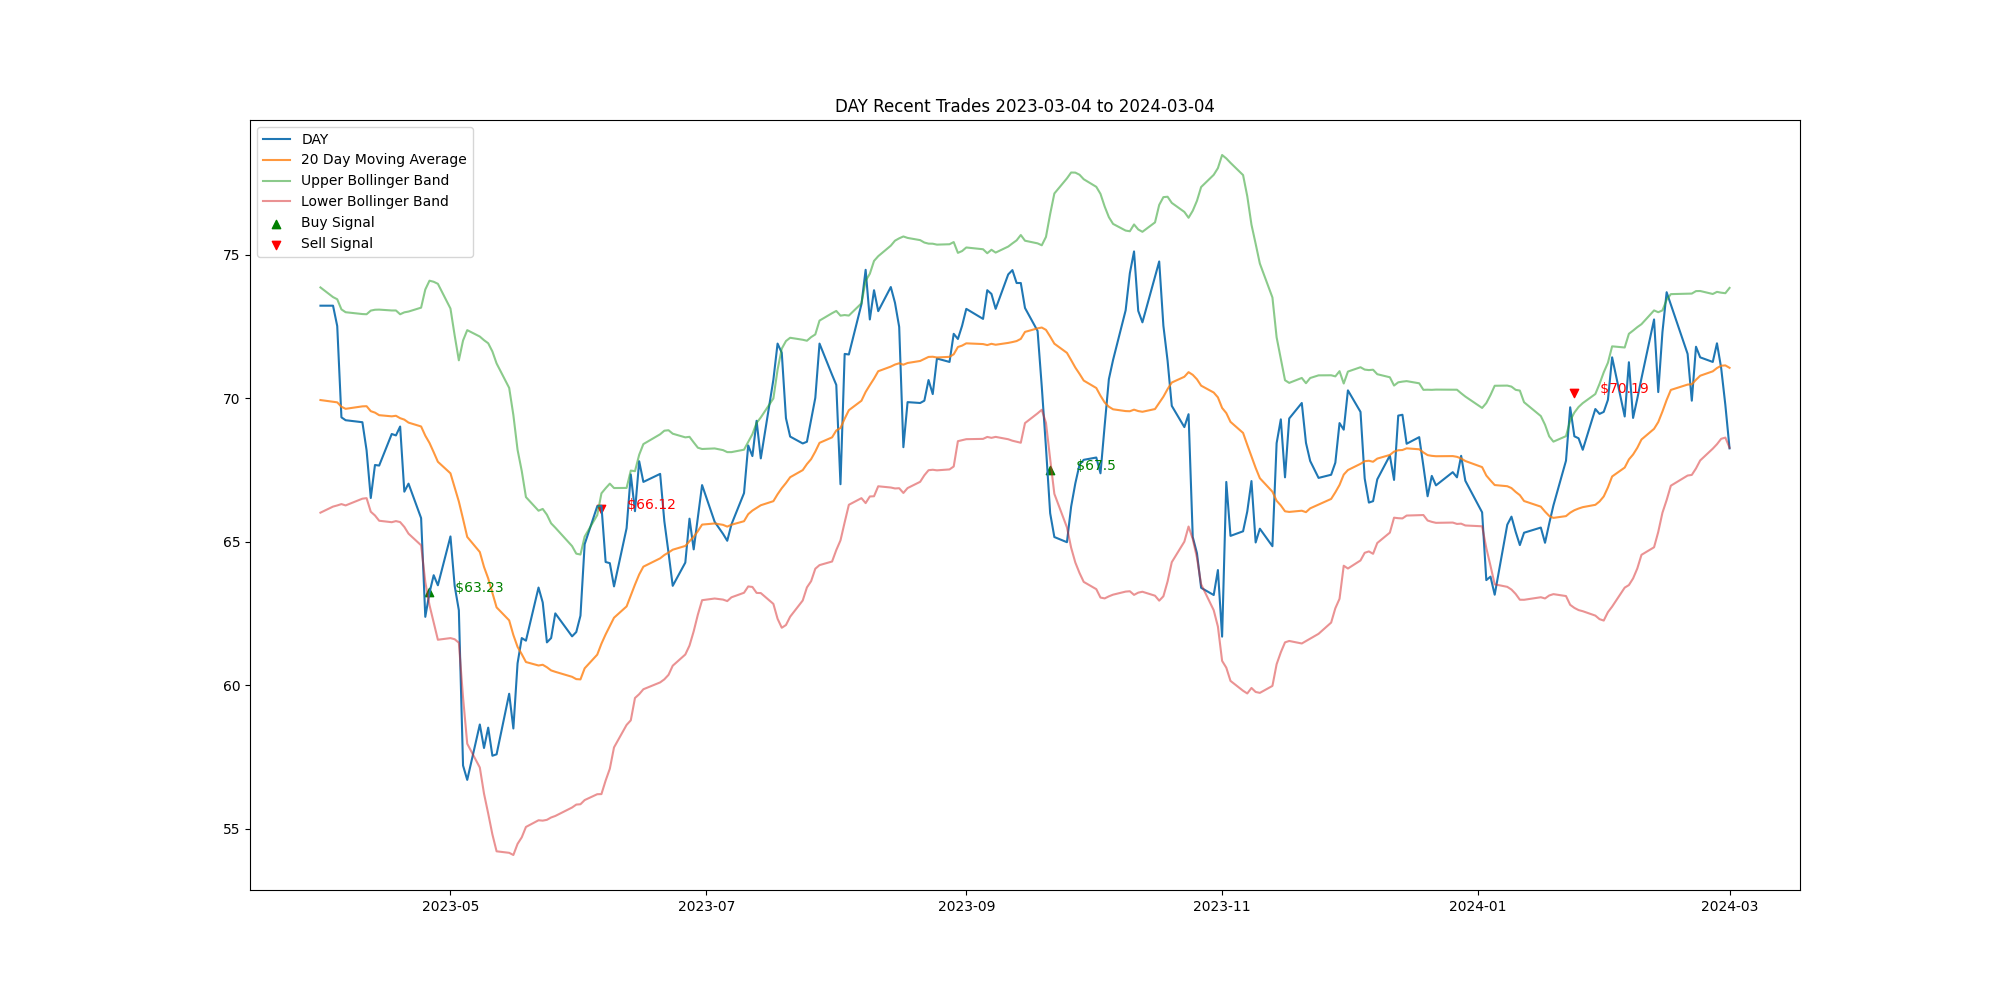 DAY Recent Trades 2023-03-04 to 2024-03-04
DAY
20 Day Moving Average
Upper Bollinger Band
Lower Bollinger Band
Buy Signal
Sell Signal
75
70
65
60
55
$70.19
$67.5
$66.12
$63.23
2023-05
2023-07
2023-09
2023-11
2024-01
2024-03